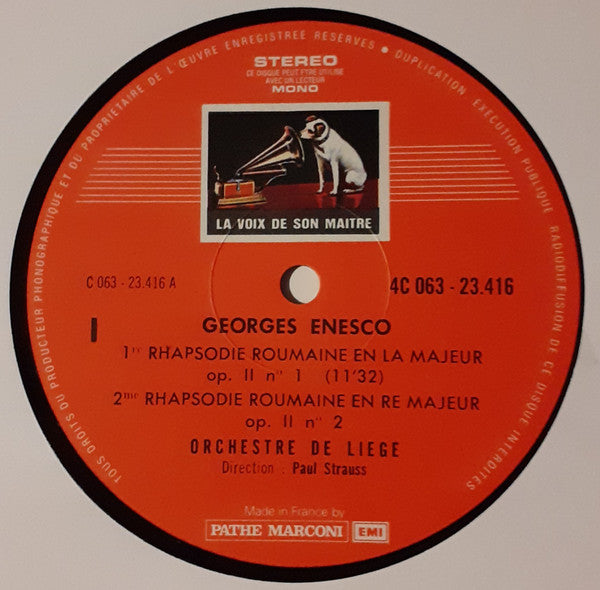 TOUS DROITS DU PRODUCTEUR PHONOGRAPHIQUE ET DU PROPRIETAIRE DE L'ŒUVRE ENREGISTREE RESERVES • DUPLICATION EXECUTION PUBLIQUE RADIODIFFUSION DE CE DISQUE INTERDITES
STEREO
CE DISQUE PEUT ETRE UTILISE
AVEC UN LECTEUR
MONO
LA VOIX DE SON MAITRE
C 063 - 23.416 A
4C 063 - 23.416
I
GEORGES ENESCO
1re RHAPSODIE ROUMAINE EN LA MAJEUR
op. II n° 1 (11'32)
2me RHAPSODIE ROUMAINE EN RE MAJEUR
op. II n° 2
ORCHESTRE DE LIEGE
Direction : Paul Strauss
Made in France by
PATHE MARCONI EMI